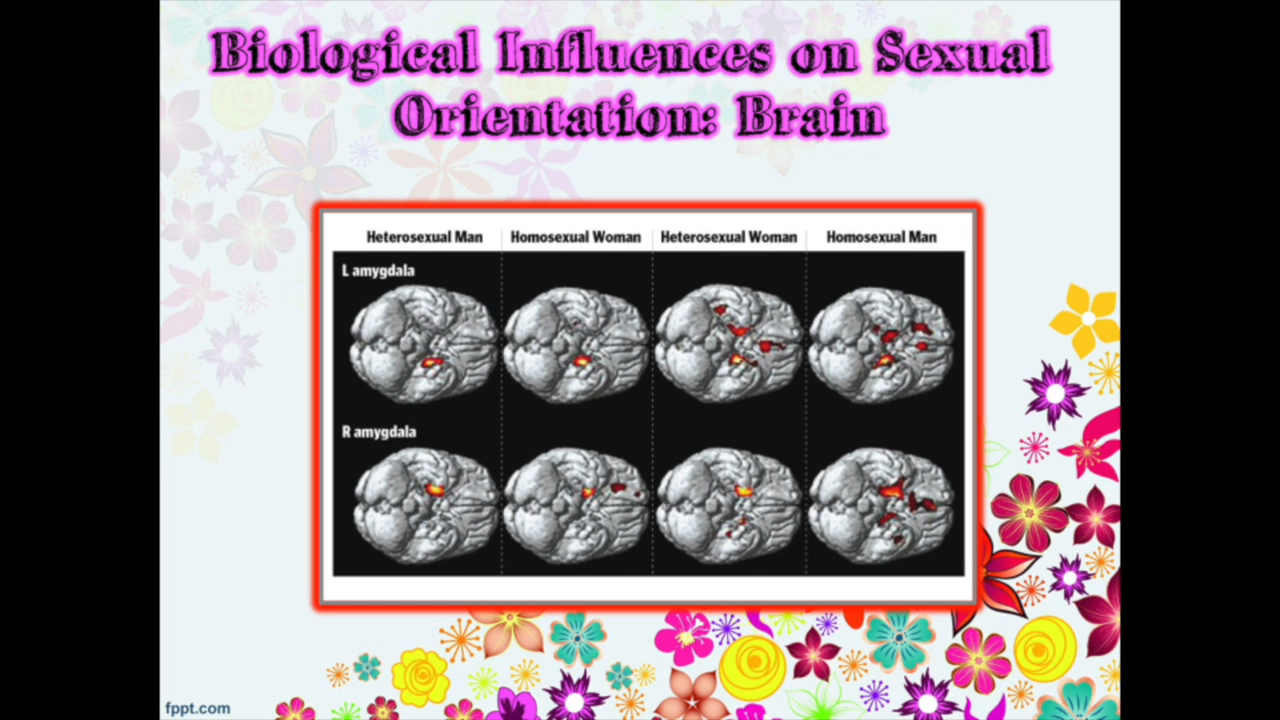 Biological Influences on Sexual
Orientation: Brain
Heterosexual Man Homosexual Woman Heterosexual Woman Homosexual Man
L amygdala
R amygdala
fppt.com